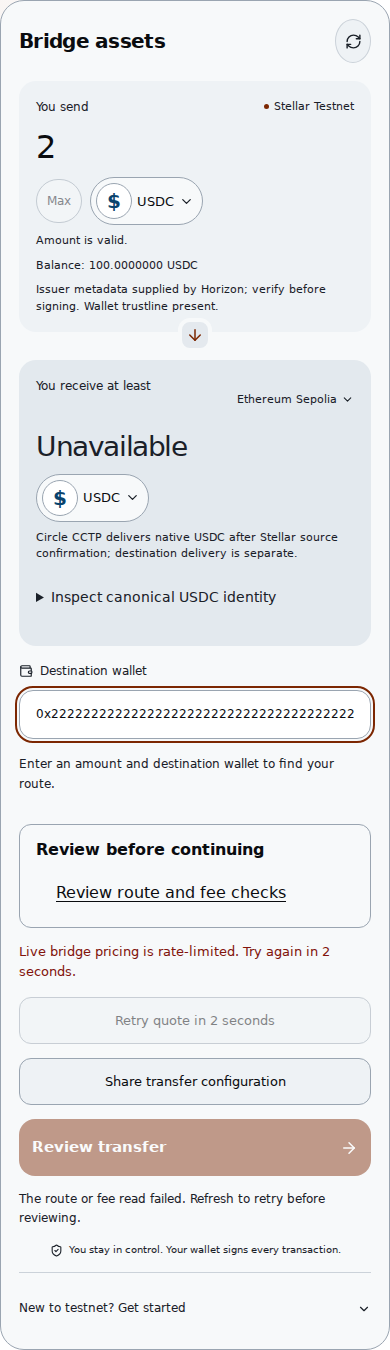 Bridge assets
You send
Stellar Testnet
2
Max
$
USDC
Amount is valid.
Balance: 100.0000000 USDC
Issuer metadata supplied by Horizon; verify before
signing. Wallet trustline present.
You receive at least
Ethereum Sepolia
Unavailable
$
USDC
Circle CCTP delivers native USDC after Stellar source
confirmation; destination delivery is separate.
Inspect canonical USDC identity
Destination wallet
0x2222222222222222222222222222222222222222
Enter an amount and destination wallet to find your
route.
Review before continuing
Review route and fee checks
Live bridge pricing is rate-limited. Try again in 2
seconds.
Retry quote in 2 seconds
Share transfer configuration
Review transfer
The route or fee read failed. Refresh to retry before
reviewing.
You stay in control. Your wallet signs every transaction.
New to testnet? Get started